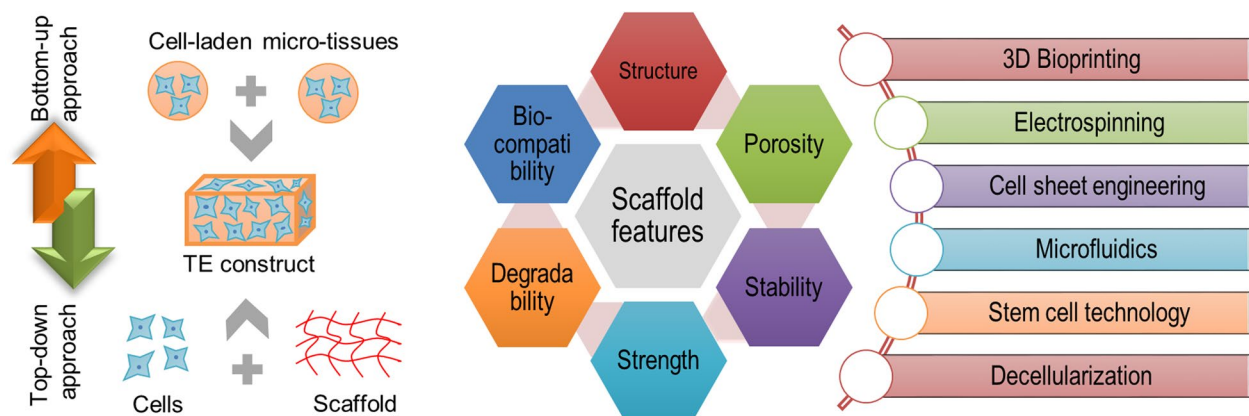 Bottom-up
approach
Top-down
approach
Cell-laden micro-tissues
TE construct
Cells
Scaffold
Scaffold
features
Structure
Porosity
Stability
Strength
Degrada
bility
Bio-
compati
bility
3D Bioprinting
Electrospinning
Cell sheet engineering
Microfluidics
Stem cell technology
Decellularization